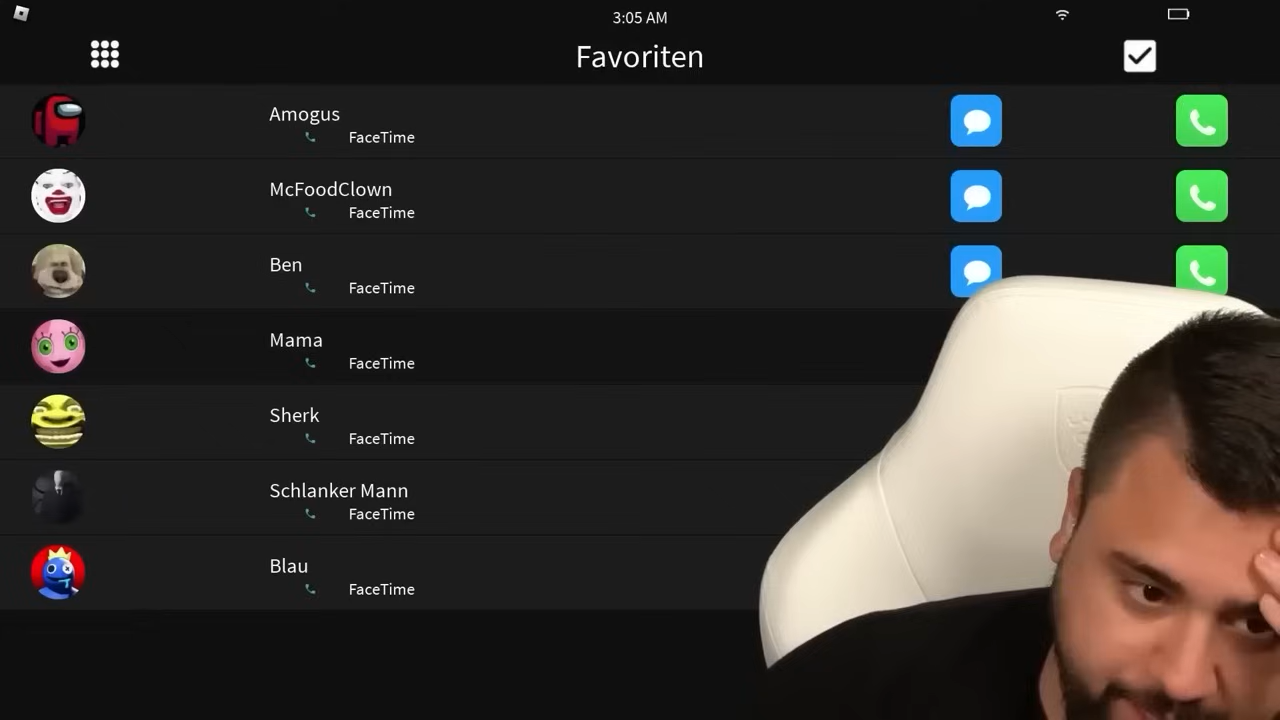 3:05 AM
Favoriten
Amogus
FaceTime
McFoodClown
FaceTime
Ben
FaceTime
Mama
FaceTime
Sherk
FaceTime
Schlanker Mann
FaceTime
Blau
FaceTime